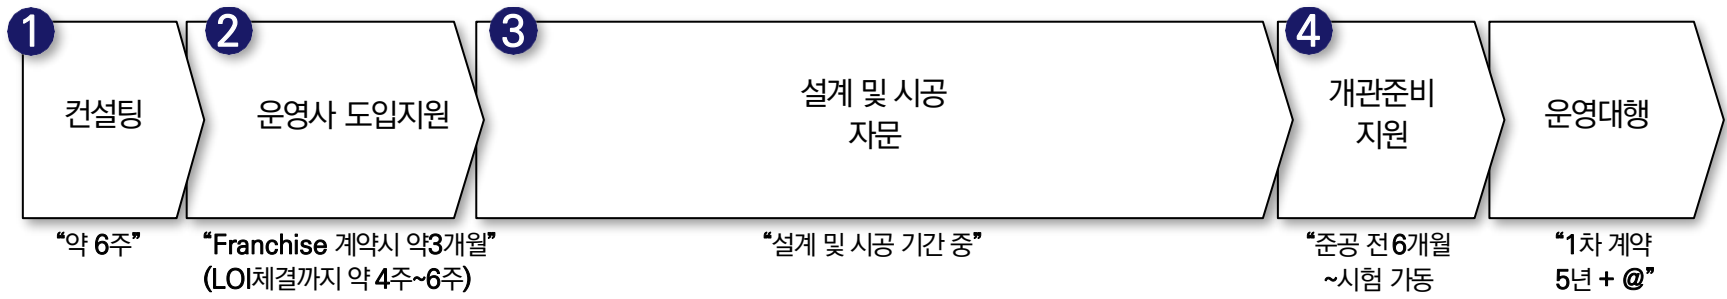 1
컨설팅
“약 6주”
2
운영사 도입지원
“Franchise 계약시 약3개월”
(LOI체결까지 약 4주~6주)
3
설계 및 시공
자문
“설계 및 시공 기간 중”
4
개관준비
지원
“준공 전 6개월
~시험 가동
운영대행
“1차 계약
5년 + @”